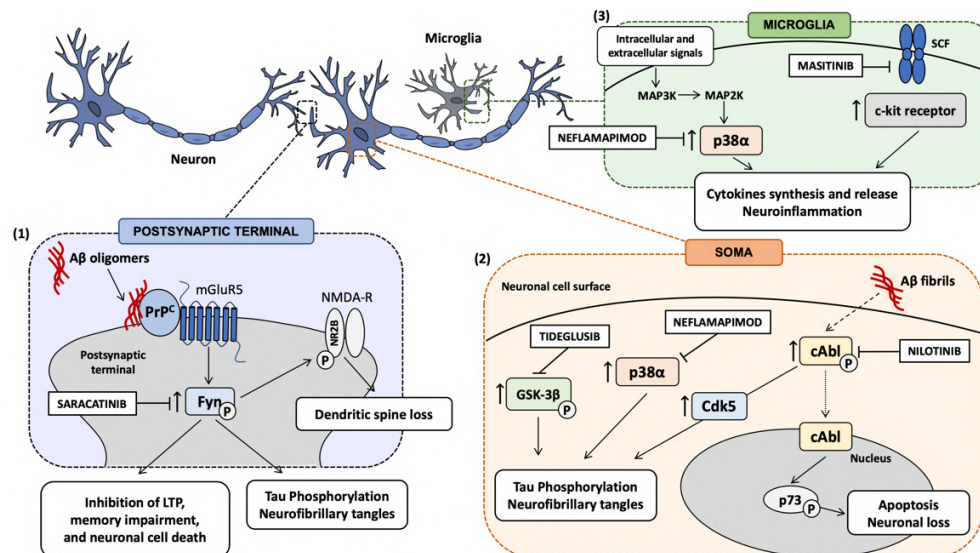 Neuron
Microglia
(3)
MICROGLIA
Intracellular and
extracellular signals
MAP3K
MAP2K
NEFLAMAPIMOD
p38α
MASITINIB
SCF
c-kit receptor
Cytokines synthesis and release
Neuroinflammation
(1)
POSTSYNAPTIC TERMINAL
Aβ oligomers
PrPᶜ
mGluR5
NMDA-R
NR2B
P
Postsynaptic
terminal
SARACATINIB
Fyn
P
Dendritic spine loss
Inhibition of LTP,
memory impairment,
and neuronal cell death
Tau Phosphorylation
Neurofibrillary tangles
(2)
SOMA
Neuronal cell surface
Aβ fibrils
TIDEGLUSIB
NEFLAMAPIMOD
GSK-3β
P
p38α
Cdk5
cAbl
P
NILOTINIB
cAbl
Nucleus
p73
P
Tau Phosphorylation
Neurofibrillary tangles
Apoptosis
Neuronal loss